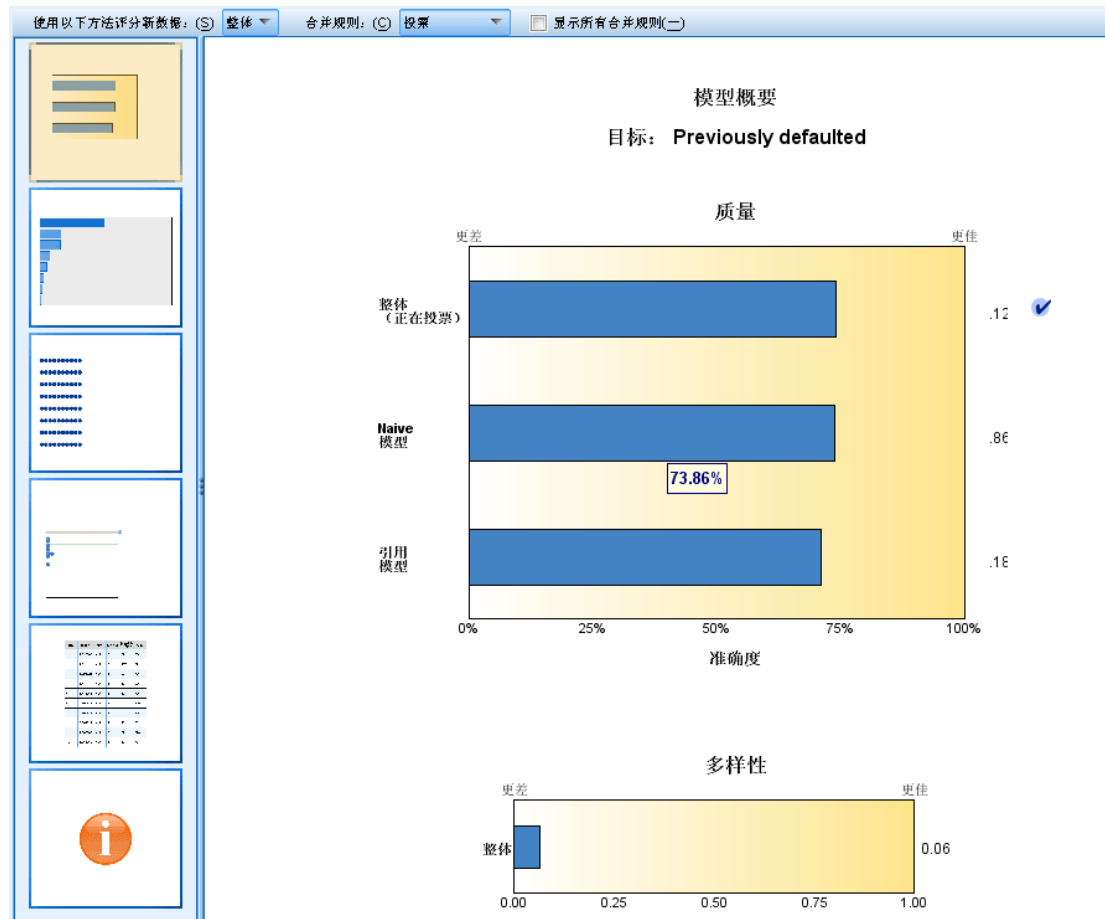 使用以下方法评分新数据：(S) 整体 合并规则：(C) 投票 显示所有合并规则(一)
模型概要
目标： Previously defaulted
质量
更差 更佳
整体
（正在投票）
.12
Naive
模型
.86
73.86%
引用
模型
.18
0% 25% 50% 75% 100%
准确度
多样性
更差 更佳
整体 0.06
0.00 0.25 0.50 0.75 1.00